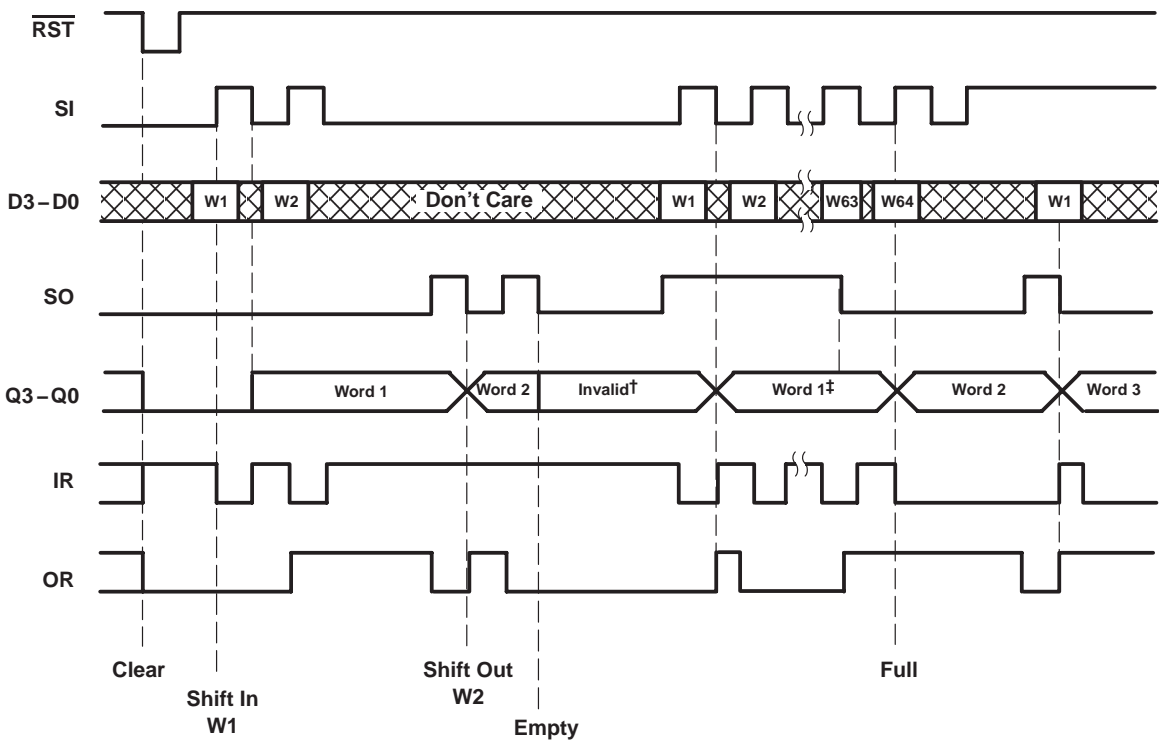 RST
SI
D3–D0 W1 W2 Don't Care W1 W2 W63 W64 W1
SO
Q3–Q0 Word 1 Word 2 Invalid† Word 1‡ Word 2 Word 3
IR
OR
Clear
Shift In
W1
Shift Out
W2
Empty
Full